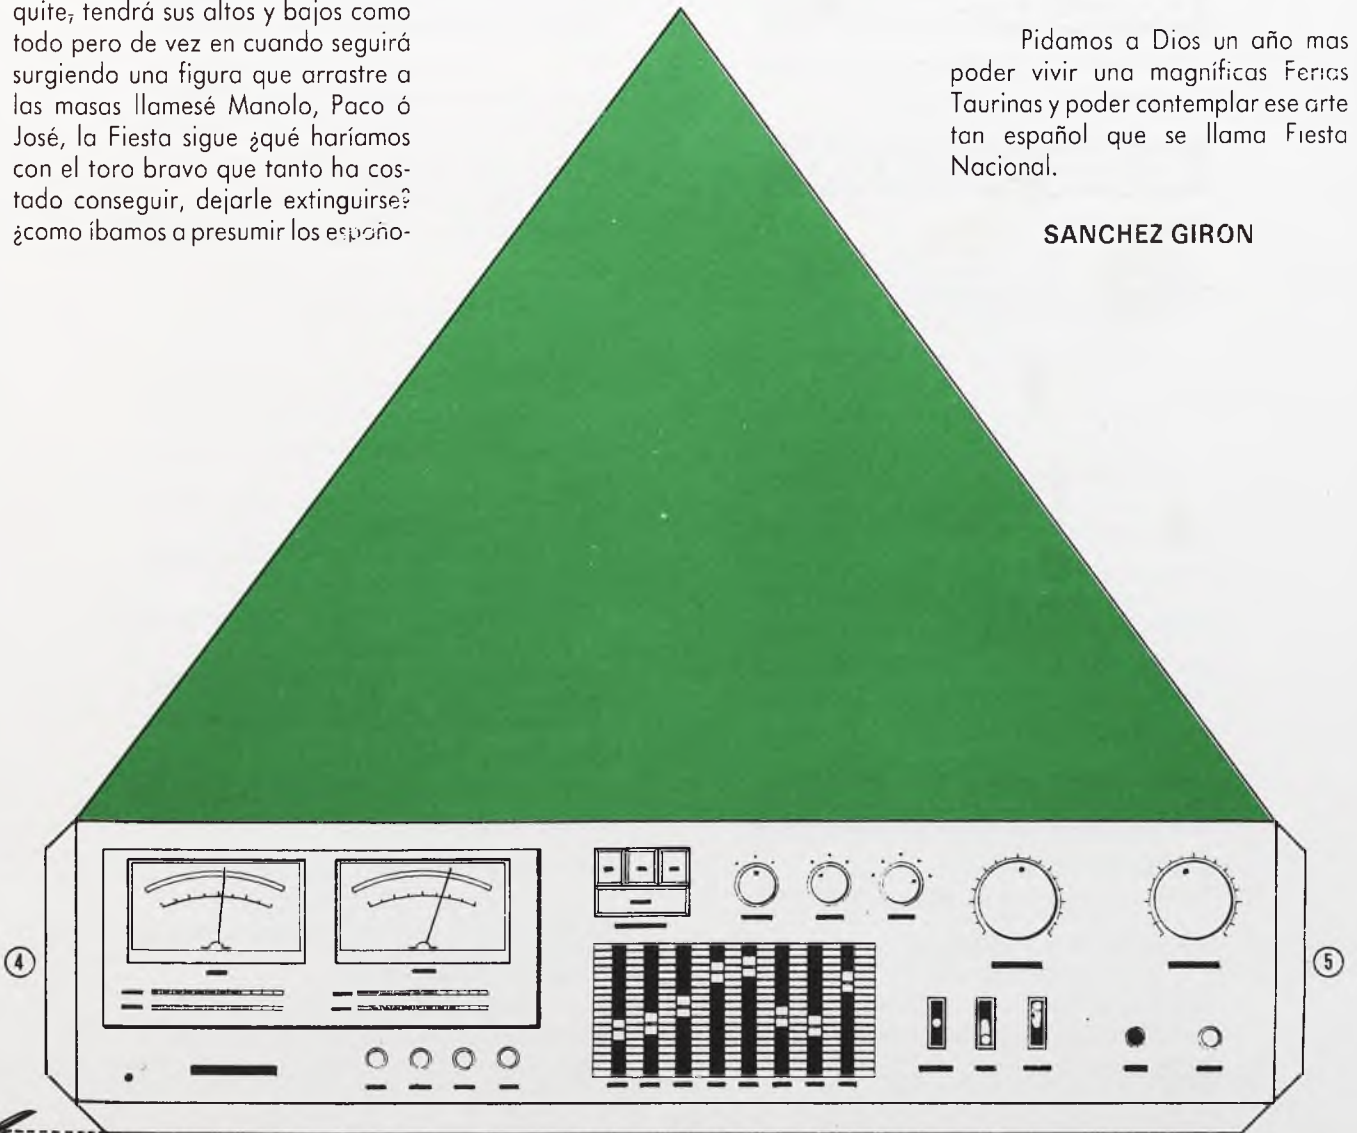 quite, tendrá sus altos y bajos como
todo pero de vez en cuando seguirá
surgiendo una figura que arrastre a
las masas llamesé Manolo, Paco ó
José, la Fiesta sigue ¿qué haríamos
con el toro bravo que tanto ha cos-
tado conseguir, dejarle extinguirse?
¿como íbamos a presumir los españo-
Pidamos a Dios un año mas
poder vivir una magníficas Ferias
Taurinas y poder contemplar ese arte
tan español que se llama Fiesta
Nacional.
SANCHEZ GIRON
4
5